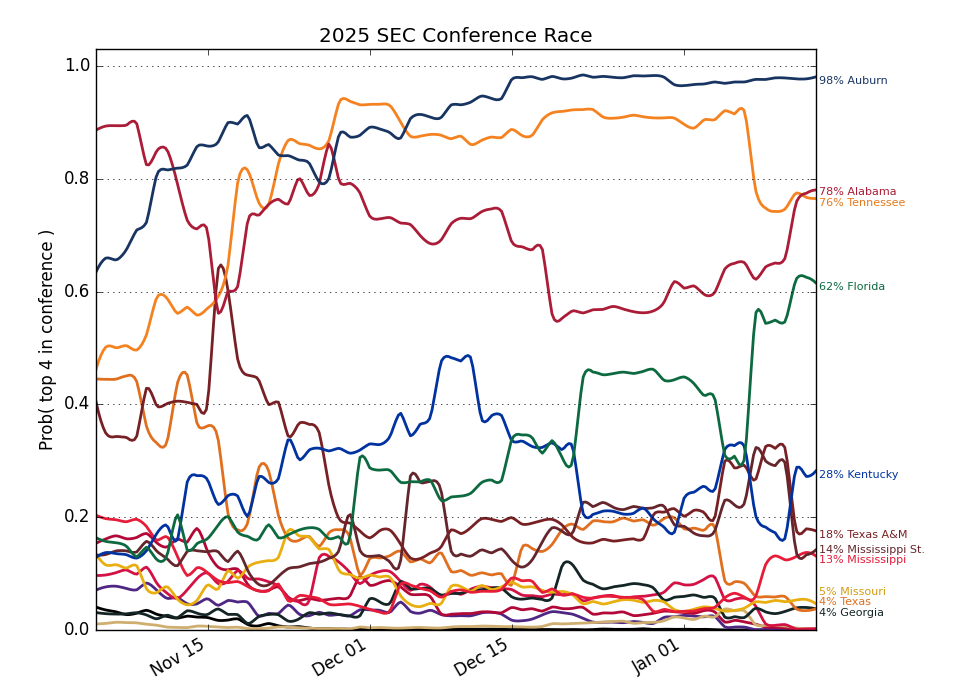 2025 SEC Conference Race
Prob( top 4 in conference )
1.0
0.8
0.6
0.4
0.2
0.0
Nov 15
Dec 01
Dec 15
Jan 01
98% Auburn
78% Alabama
76% Tennessee
62% Florida
28% Kentucky
18% Texas A&M
14% Mississippi St.
13% Mississippi
5% Missouri
4% Texas
4% Georgia